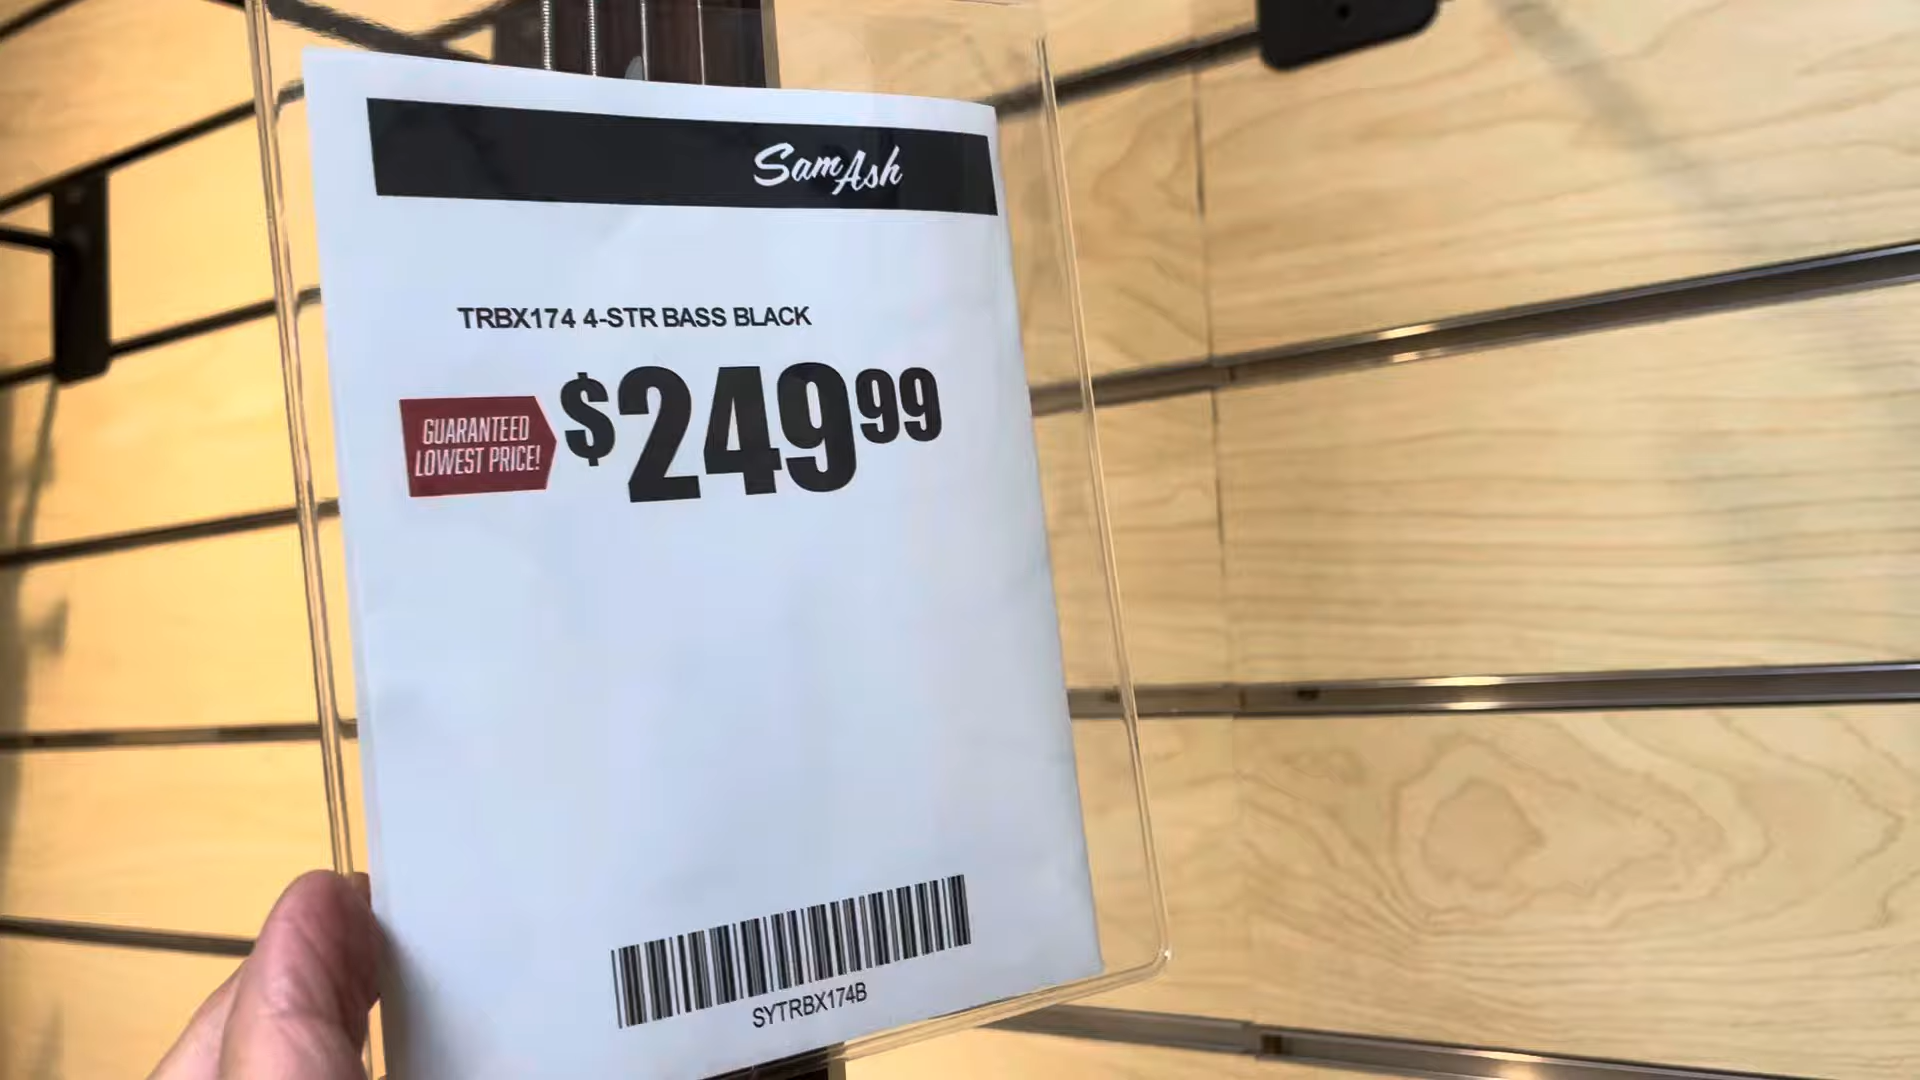 Sam Ash
TRBX174 4-STR BASS BLACK
GUARANTEED
LOWEST PRICE!
$249.99
SYTRBX174B